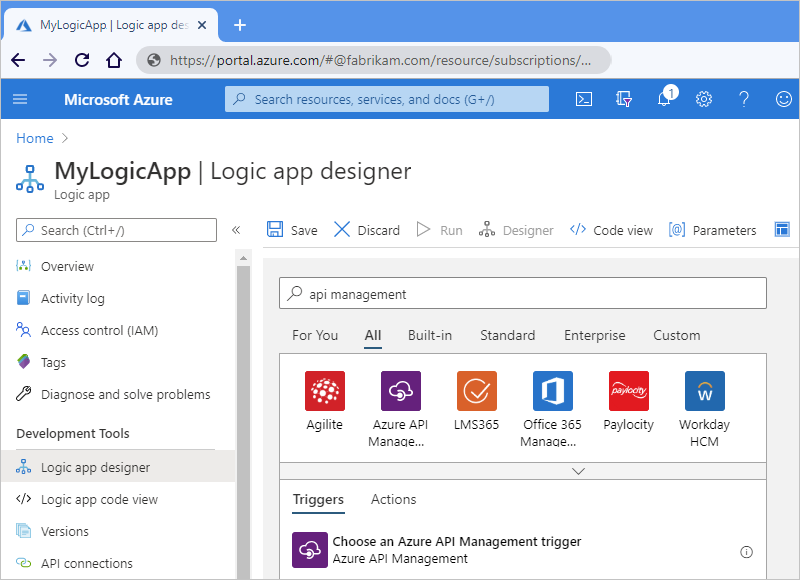 MyLogicApp | Logic app des
https://portal.azure.com/#@fabrikam.com/resource/subscriptions/...
Microsoft Azure
Search resources, services, and docs (G+/)
1
Home
MyLogicApp | Logic app designer
Logic app
Search (Ctrl+/)
Save
Discard
Run
Designer
Code view
Parameters
Overview
Activity log
Access control (IAM)
Tags
Diagnose and solve problems
Development Tools
Logic app designer
Logic app code view
Versions
API connections
api management
For You
All
Built-in
Standard
Enterprise
Custom
Agilite
Azure API
Manage...
LMS365
Office 365
Manage...
paylocity
Paylocity
W
Workday
HCM
Triggers
Actions
Choose an Azure API Management trigger
Azure API Management